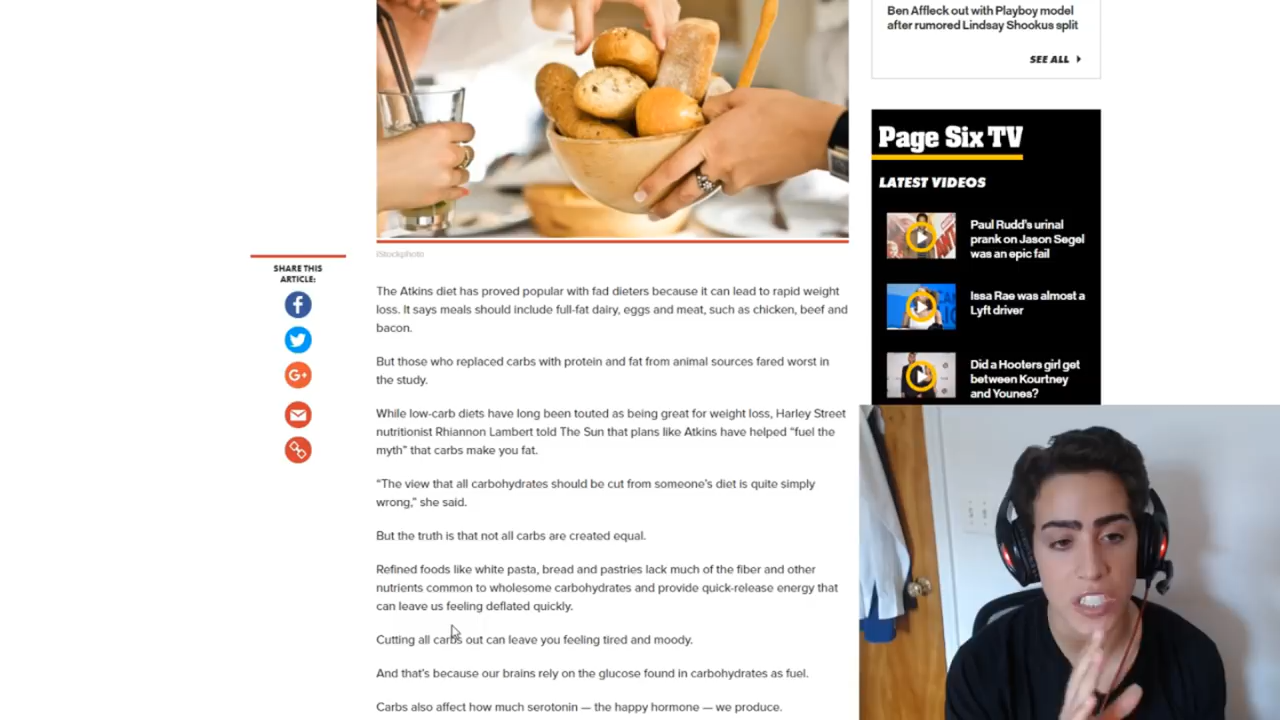 Ben Affleck out with Playboy model
after rumored Lindsay Shookus split
SEE ALL
Page Six TV
LATEST VIDEOS
Paul Rudd's urinal
prank on Jason Segel
was an epic fail
Issa Rae was almost a
Lyft driver
Did a Hooters girl get
between Kourtney
and Younes?
iStockphoto
SHARE THIS
ARTICLE:
The Atkins diet has proved popular with fad dieters because it can lead to rapid weight
loss. It says meals should include full-fat dairy, eggs and meat, such as chicken, beef and
bacon.
But those who replaced carbs with protein and fat from animal sources fared worst in
the study.
While low-carb diets have long been touted as being great for weight loss, Harley Street
nutritionist Rhiannon Lambert told The Sun that plans like Atkins have helped “fuel the
myth” that carbs make you fat.
“The view that all carbohydrates should be cut from someone’s diet is quite simply
wrong,” she said.
But the truth is that not all carbs are created equal.
Refined foods like white pasta, bread and pastries lack much of the fiber and other
nutrients common to wholesome carbohydrates and provide quick-release energy that
can leave us feeling deflated quickly.
Cutting all carbs out can leave you feeling tired and moody.
And that’s because our brains rely on the glucose found in carbohydrates as fuel.
Carbs also affect how much serotonin — the happy hormone — we produce.